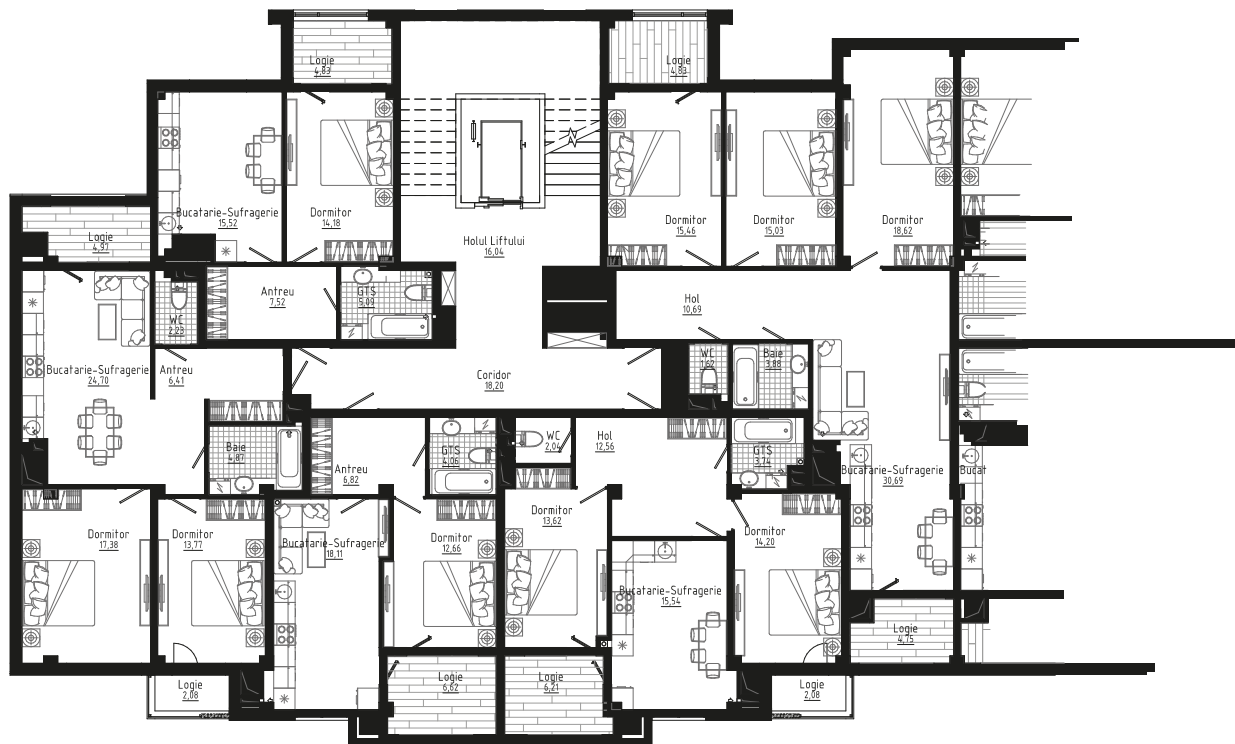 Logie
4,83
Logie
4,83
Bucatarie-Sufragerie
15,52
Dormitor
14,18
Holul Liftului
16,04
Dormitor
15,46
Dormitor
15,03
Dormitor
18,62
Logie
4,97
Antreu
7,52
GTS
5,09
Hol
10,69
WC
2,23
Bucatarie-Sufragerie
24,70
Antreu
6,41
Coridor
18,20
WC
1,62
Baie
3,88
Baie
4,87
Antreu
6,82
GTS
4,06
WC
2,04
Hol
12,56
GTS
3,74
Bucatarie-Sufragerie
30,69
Bucat
Dormitor
17,38
Dormitor
13,77
Bucatarie-Sufragerie
18,11
Dormitor
12,66
Dormitor
13,62
Bucatarie-Sufragerie
15,54
Dormitor
14,20
Logie
4,75
Logie
2,08
Logie
6,62
Logie
6,21
Logie
2,08